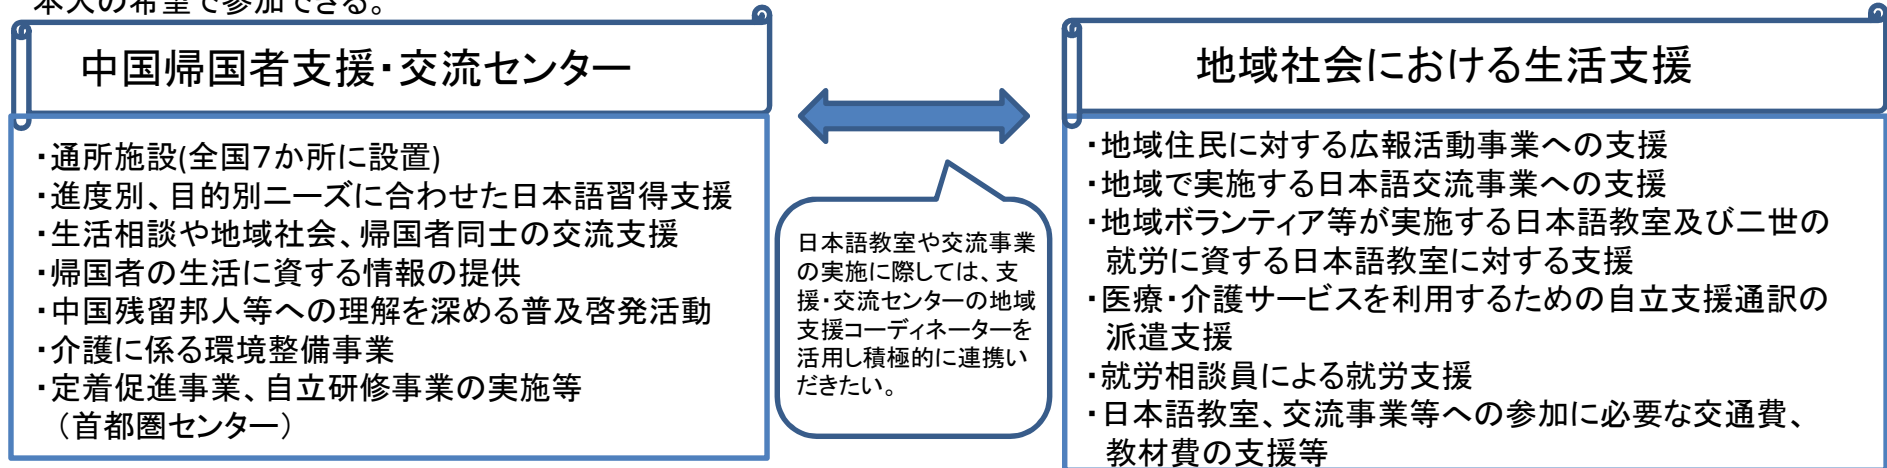 本人の希望で参加できる。
中国帰国者支援・交流センター
・通所施設(全国７か所に設置)
・進度別、目的別ニーズに合わせた日本語習得支援
・生活相談や地域社会、帰国者同士の交流支援
・帰国者の生活に資する情報の提供
・中国残留邦人等への理解を深める普及啓発活動
・介護に係る環境整備事業
・定着促進事業、自立研修事業の実施等
（首都圏センター）
日本語教室や交流事業
の実施に際しては、支
援・交流センターの地域
支援コーディネーターを
活用し積極的に連携い
だきたい。
地域社会における生活支援
・地域住民に対する広報活動事業への支援
・地域で実施する日本語交流事業への支援
・地域ボランティア等が実施する日本語教室及び二世の
就労に資する日本語教室に対する支援
・医療・介護サービスを利用するための自立支援通訳の
派遣支援
・就労相談員による就労支援
・日本語教室、交流事業等への参加に必要な交通費、
教材費の支援等